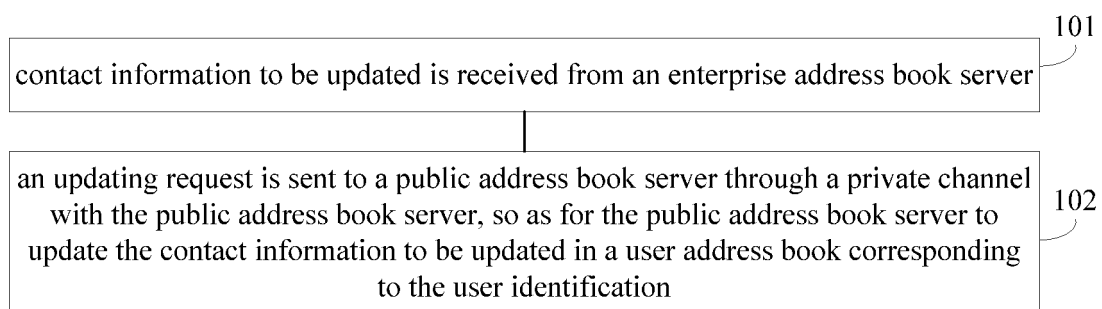 101
contact information to be updated is received from an enterprise address book server
an updating request is sent to a public address book server through a private channel
with the public address book server, so as for the public address book server to
update the contact information to be updated in a user address book corresponding
to the user identification
102